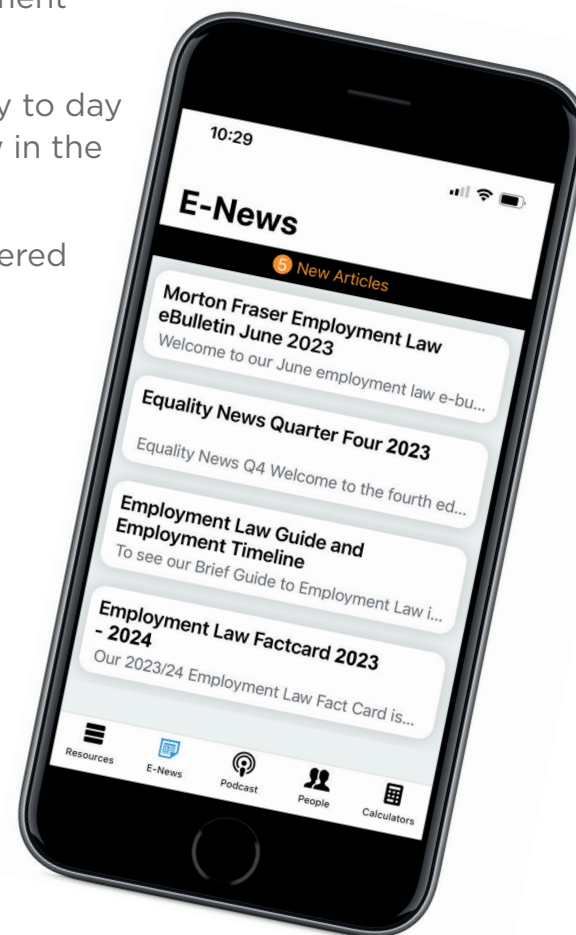 ment
y to day
y in the
ered
10:29
E-News
5 New Articles
Morton Fraser Employment Law
eBulletin June 2023
Welcome to our June employment law e-bu...
Equality News Quarter Four 2023
Equality News Q4 Welcome to the fourth ed...
Employment Law Guide and
Employment Timeline
To see our Brief Guide to Employment Law i...
Employment Law Factcard 2023
- 2024
Our 2023/24 Employment Law Fact Card is...
Resources
E-News
Podcast
People
Calculators